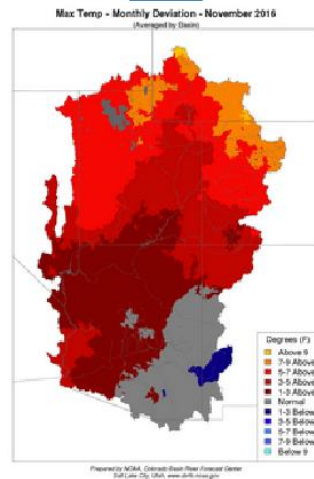 Max Temp - Monthly Deviation - November 2016
(Averaged by Basin)
Degrees (F)
Above 9
7-9 Above
5-7 Above
3-5 Above
1-3 Above
Normal
1-3 Below
3-5 Below
5-7 Below
7-9 Below
Below 9
Prepared by NOAA, Colorado Basin River Forecast Center
Salt Lake City, Utah, www.cbrfc.noaa.gov